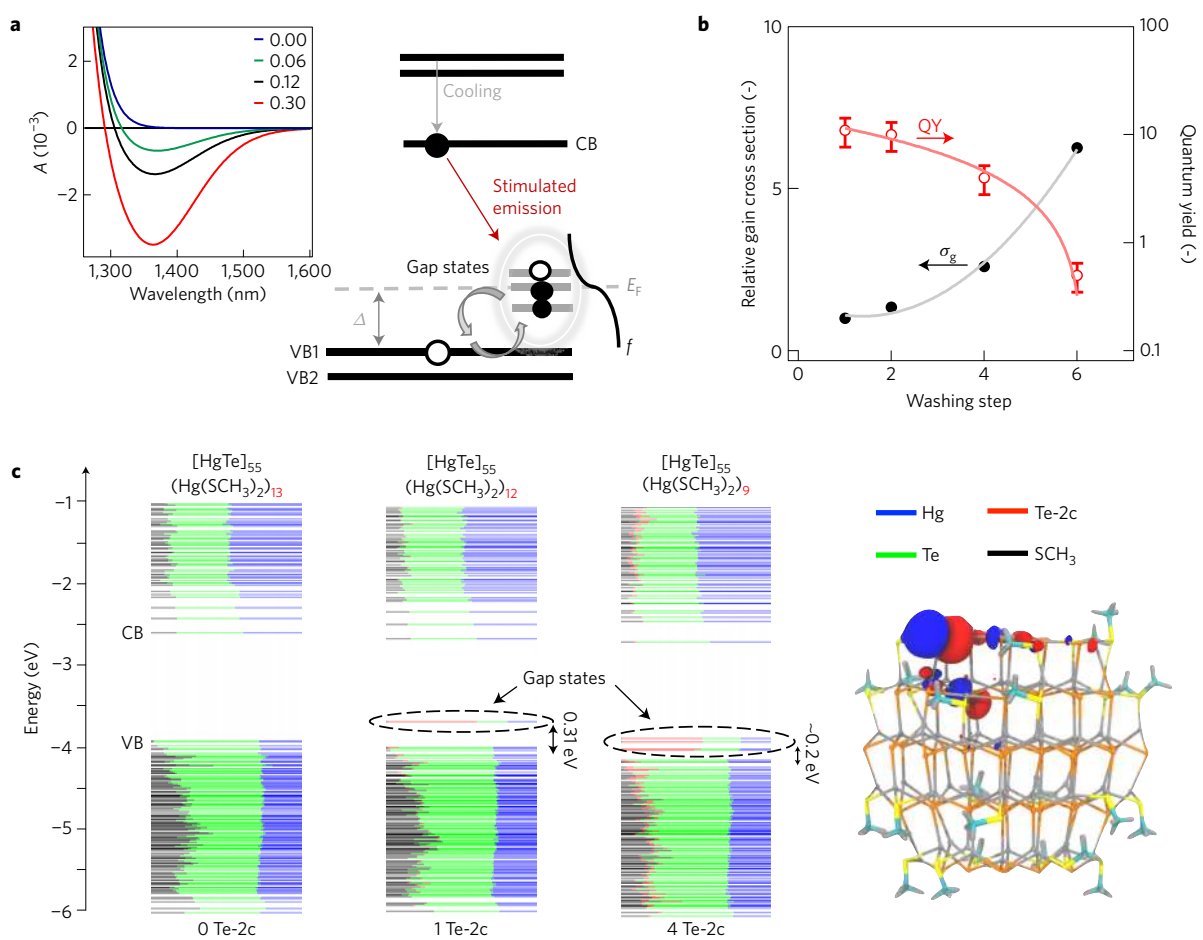 a
A (10⁻³)
2
0
−2
0.00
0.06
0.12
0.30
1,300
1,400
1,500
1,600
Wavelength (nm)
Cooling
CB
Stimulated
emission
Gap states
E_F
Δ
VB1
VB2
f
b
Relative gain cross section (-)
10
5
0
QY
σ_g
100
10
1
0.1
Quantum yield (-)
0
2
4
6
Washing step
c
Energy (eV)
−1
−2
−3
−4
−5
−6
CB
VB
[HgTe]₅₅
(Hg(SCH₃)₂)₁₃
0 Te-2c
[HgTe]₅₅
(Hg(SCH₃)₂)₁₂
1 Te-2c
[HgTe]₅₅
(Hg(SCH₃)₂)₉
4 Te-2c
Gap states
0.31 eV
~0.2 eV
Hg
Te-2c
Te
SCH₃